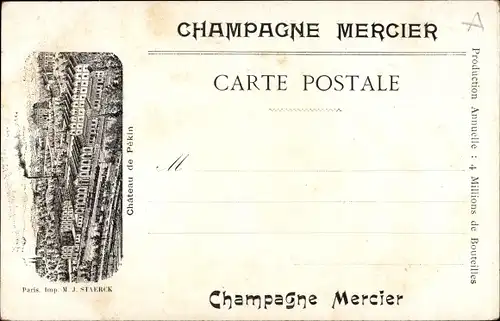 CHAMPAGNE MERCIER
CARTE POSTALE
M
Château de Pékin
Production Annuelle : 4 Millions de Bouteilles
Paris. Imp. M. J. STAERCK
Champagne Mercier